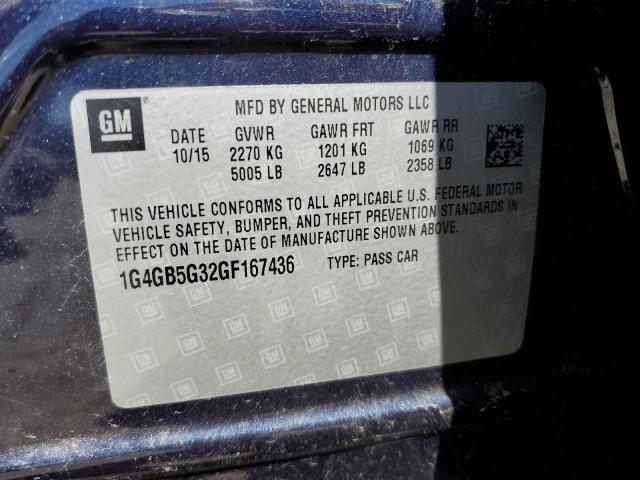 GM ®
MFD BY GENERAL MOTORS LLC
DATE GVWR GAWR FRT GAWR RR
10/15 2270 KG 1201 KG 1069 KG
5005 LB 2647 LB 2358 LB
THIS VEHICLE CONFORMS TO ALL APPLICABLE U.S. FEDERAL MOTOR
VEHICLE SAFETY, BUMPER, AND THEFT PREVENTION STANDARDS IN
EFFECT ON THE DATE OF MANUFACTURE SHOWN ABOVE.
1G4GB5G32GF167436 TYPE: PASS CAR